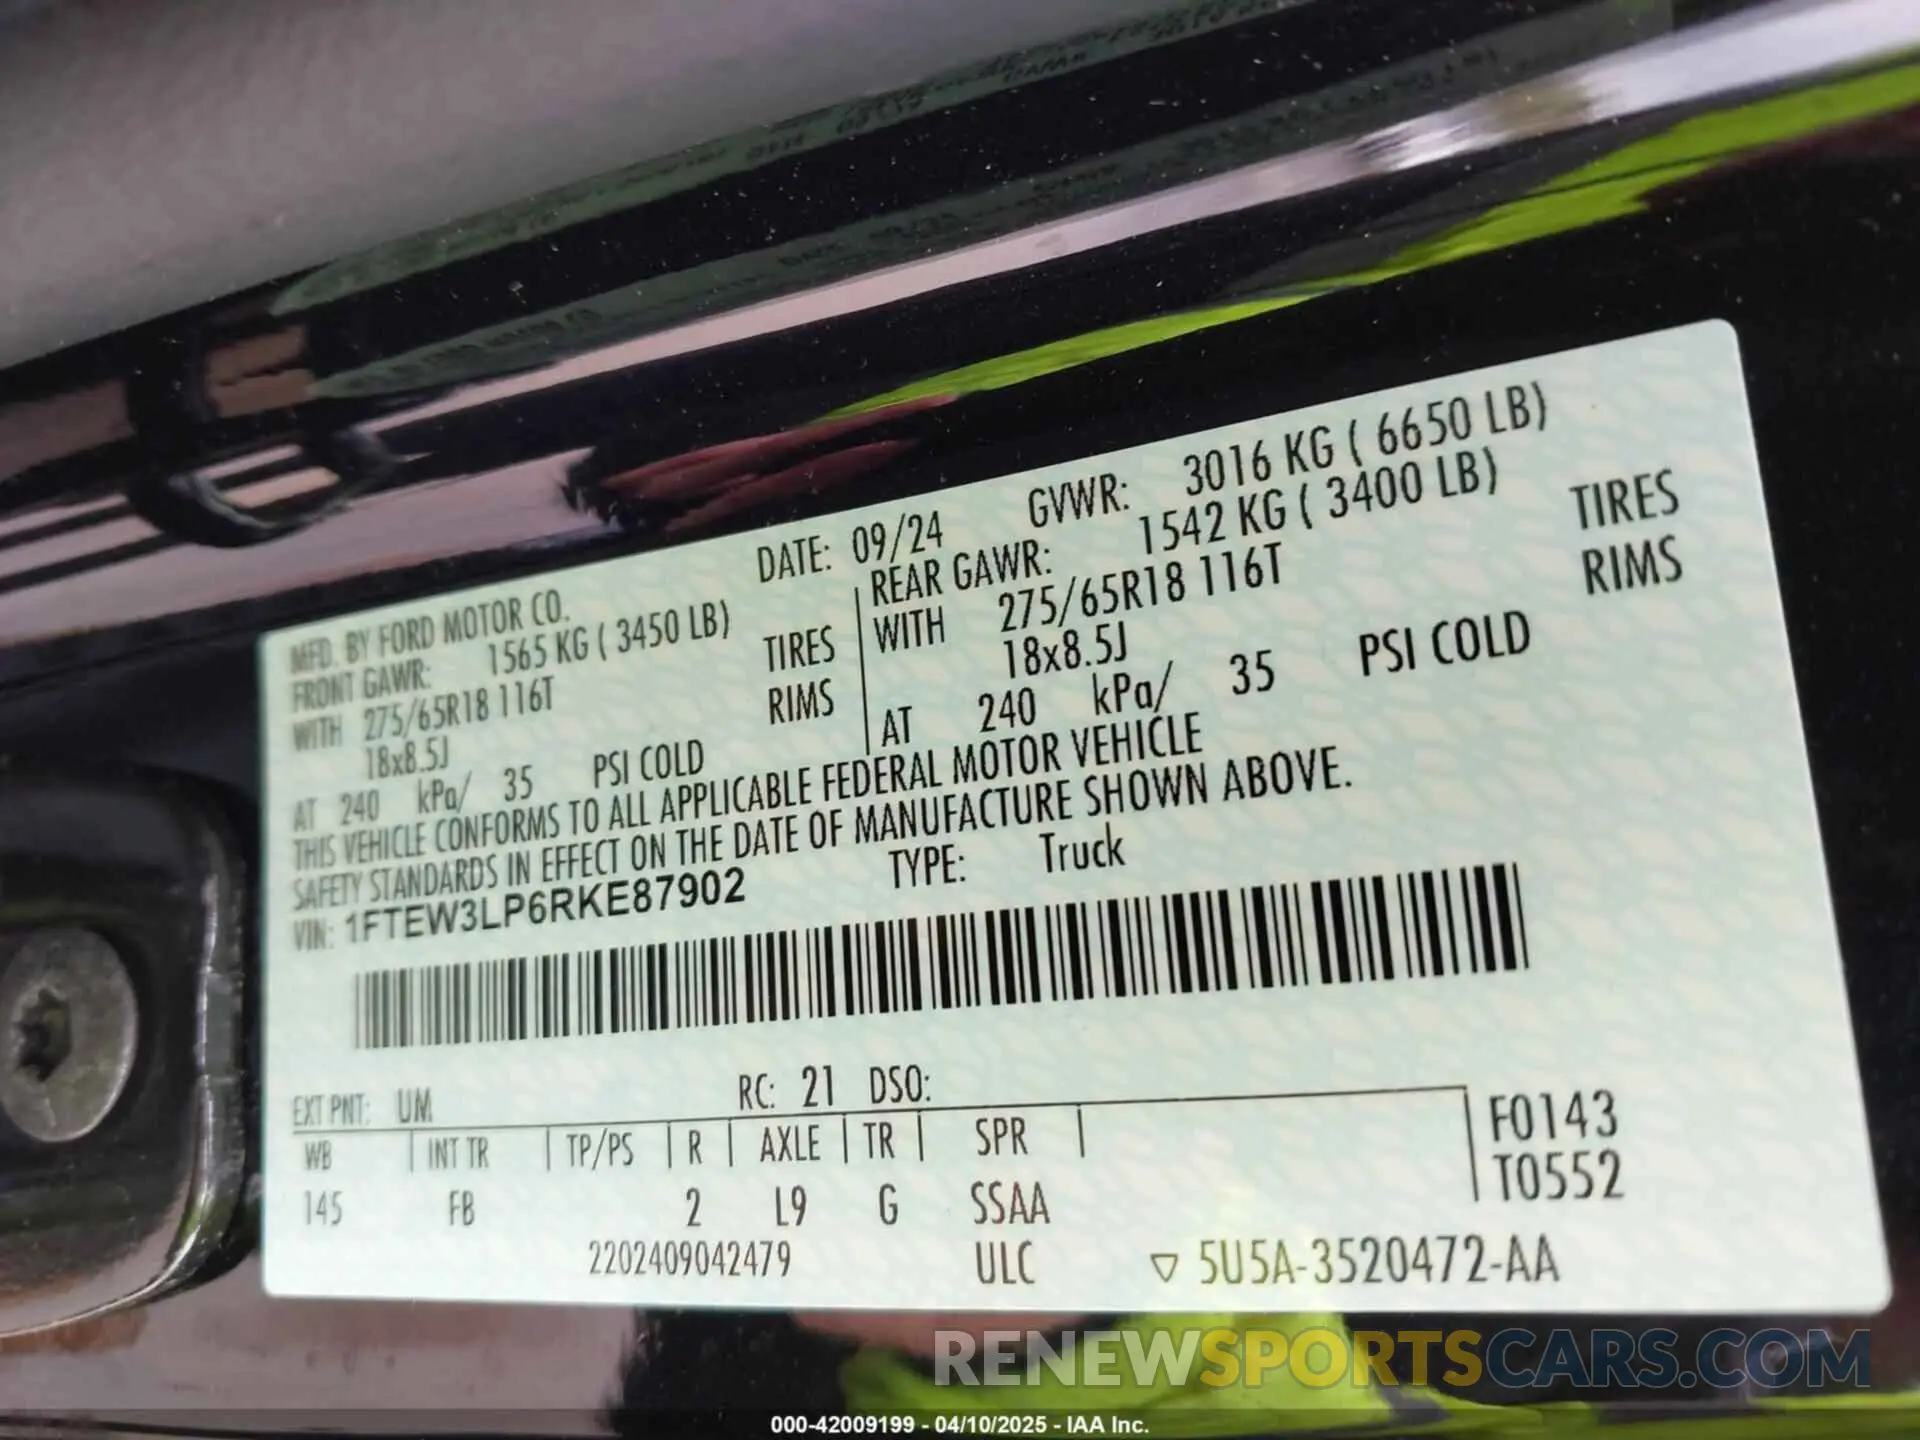 MFD. BY FORD MOTOR CO. DATE: 09/24 GVWR: 3016 KG ( 6650 LB)
FRONT GAWR: 1565 KG ( 3450 LB) REAR GAWR: 1542 KG ( 3400 LB)
WITH 275/65R18 116T TIRES WITH 275/65R18 116T TIRES
18x8.5J RIMS 18x8.5J RIMS
AT 240 kPa/ 35 PSI COLD AT 240 kPa/ 35 PSI COLD
THIS VEHICLE CONFORMS TO ALL APPLICABLE FEDERAL MOTOR VEHICLE
SAFETY STANDARDS IN EFFECT ON THE DATE OF MANUFACTURE SHOWN ABOVE.
VIN: 1FTEW3LP6RKE87902 TYPE: Truck
EXT PNT: UM RC: 21 DSO:
WB INT TR TP/PS R AXLE TR SPR F0143
145 FB 2 L9 G SSAA T0552
2202409042479 ULC ▽ 5U5A-3520472-AA
RENEWSPORTSCARS.COM
000-42009199 - 04/10/2025 - IAA Inc.